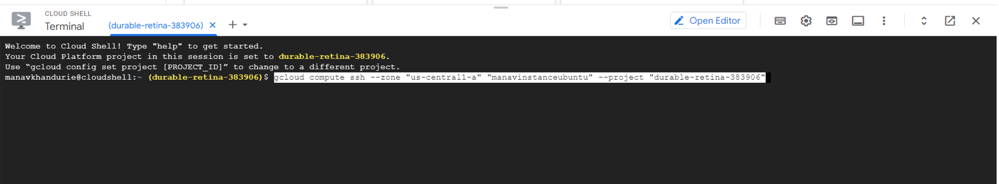 CLOUD SHELL
Terminal
(durable-retina-383906)
Open Editor
Welcome to Cloud Shell! Type "help" to get started.
Your Cloud Platform project in this session is set to durable-retina-383906.
Use “gcloud config set project [PROJECT_ID]” to change to a different project.
manavkhandurie@cloudshell:~ (durable-retina-383906)$ gcloud compute ssh --zone "us-central1-a" "manavinstanceubuntu" --project "durable-retina-383906"